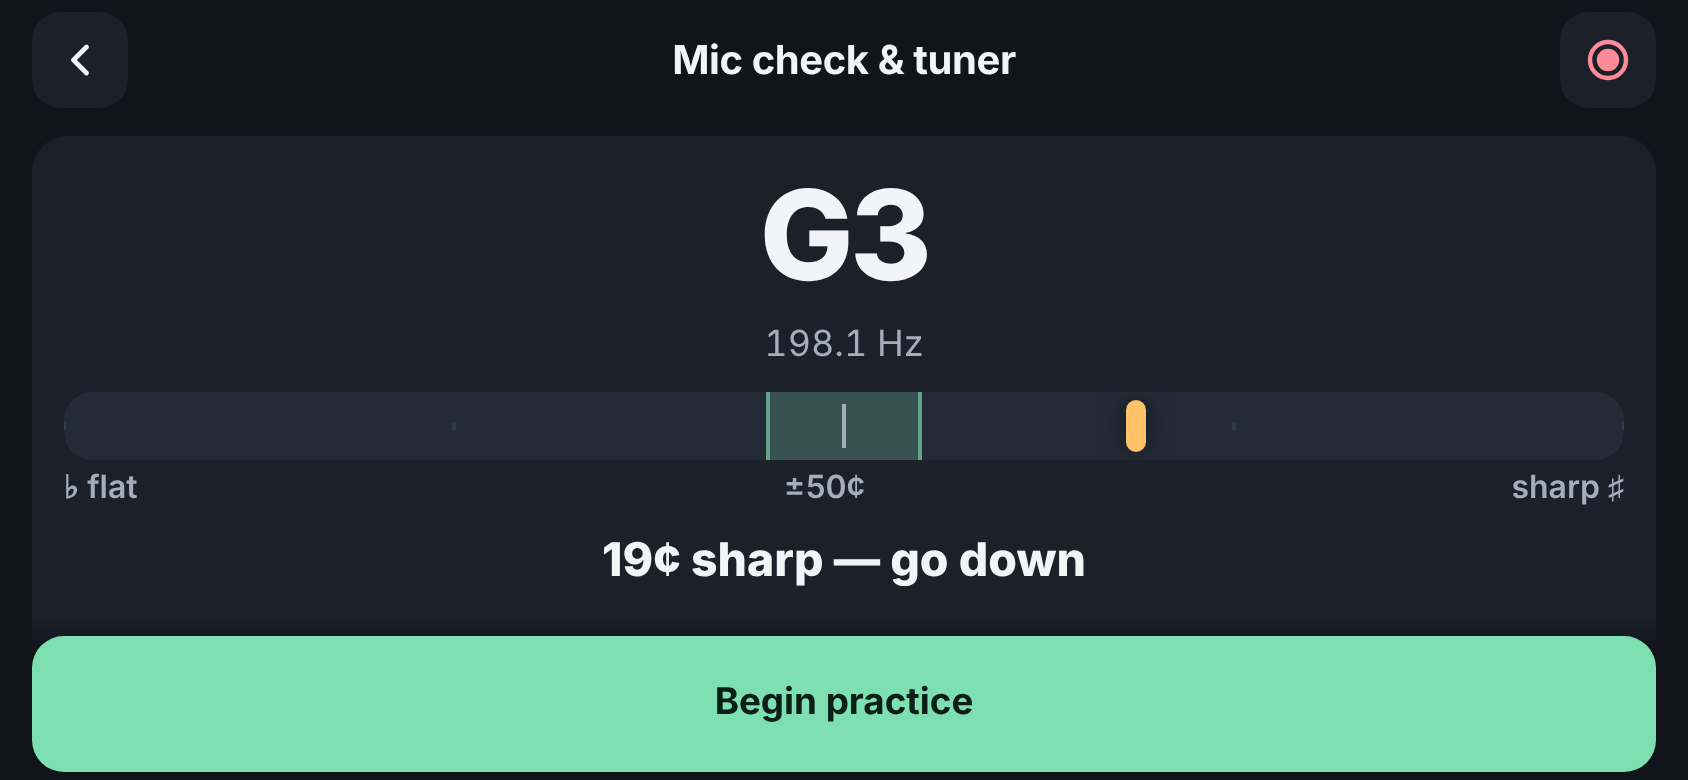 Mic check & tuner
G3
198.1 Hz
♭ flat
±50¢
sharp ♯
19¢ sharp — go down
Begin practice